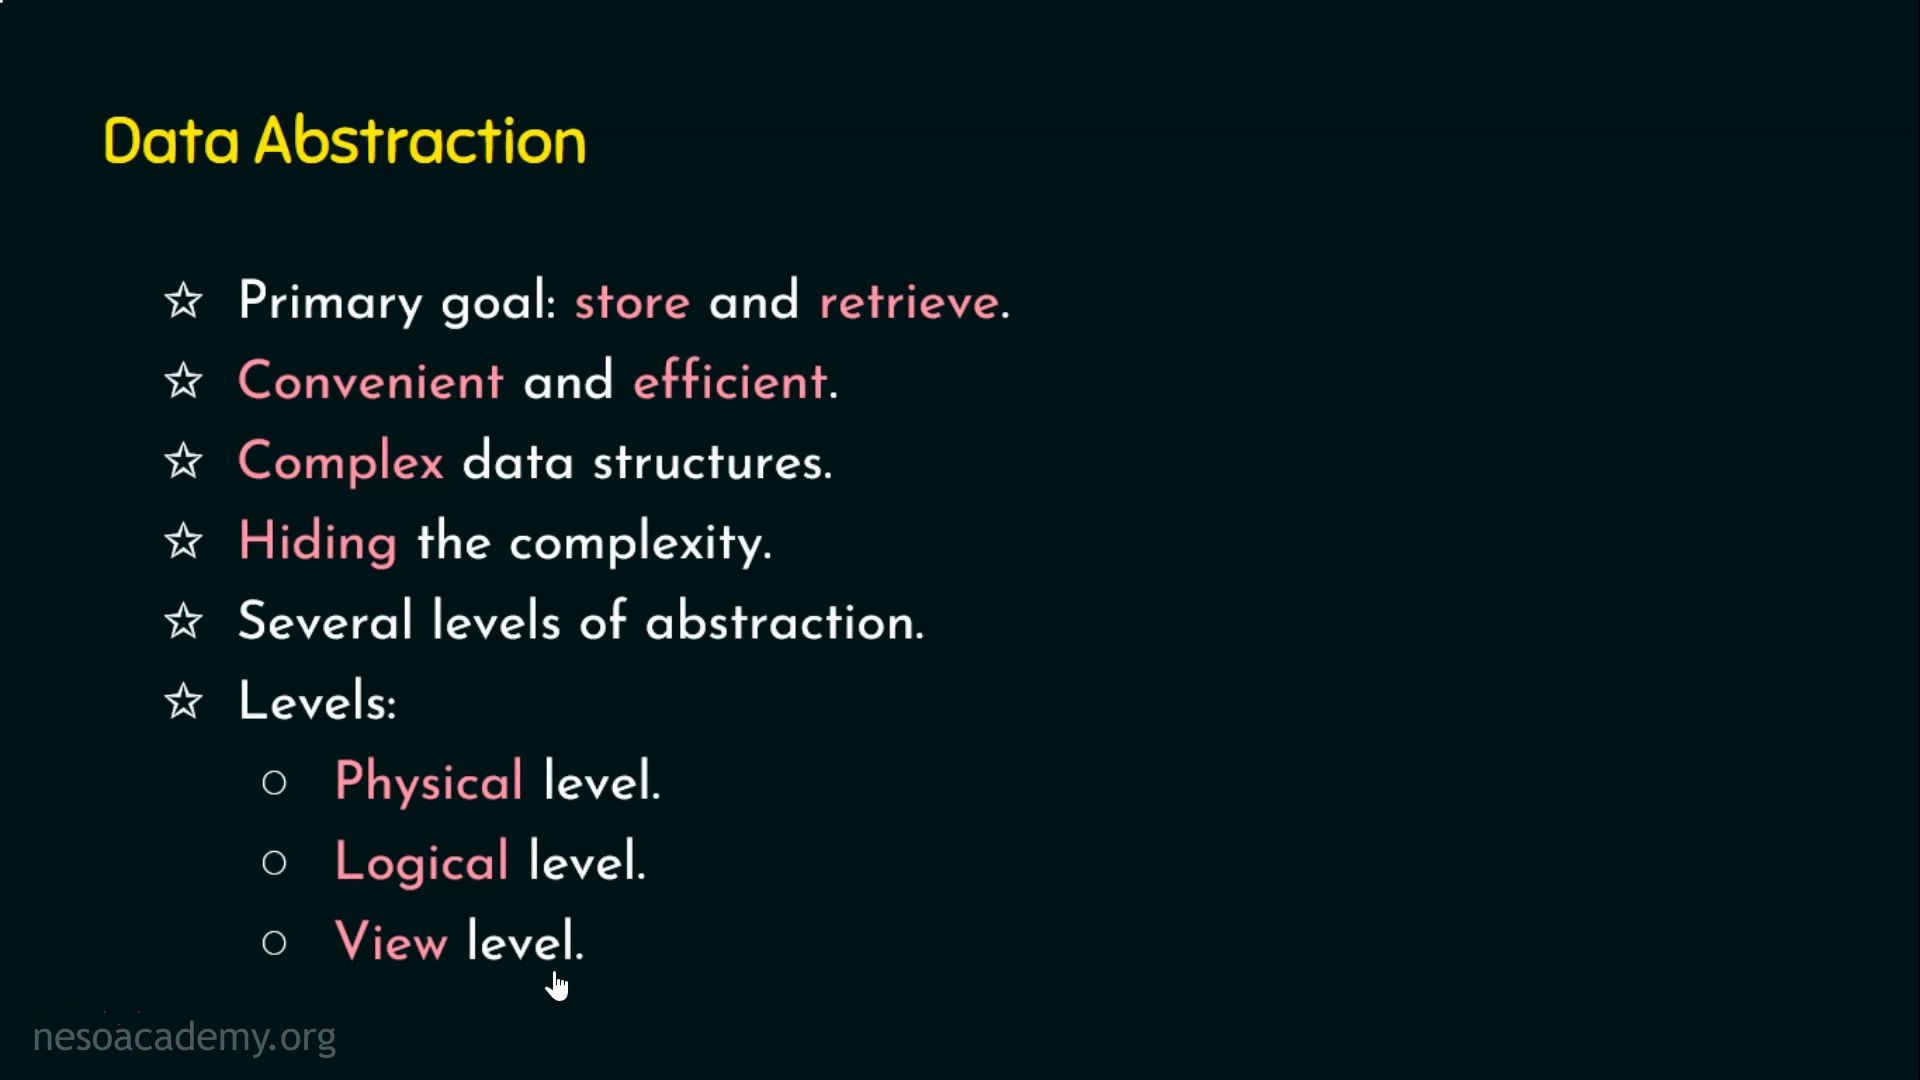 Data Abstraction
☆ Primary goal: store and retrieve.
☆ Convenient and efficient.
☆ Complex data structures.
☆ Hiding the complexity.
☆ Several levels of abstraction.
☆ Levels:
○ Physical level.
○ Logical level.
○ View level.
nesoacademy.org